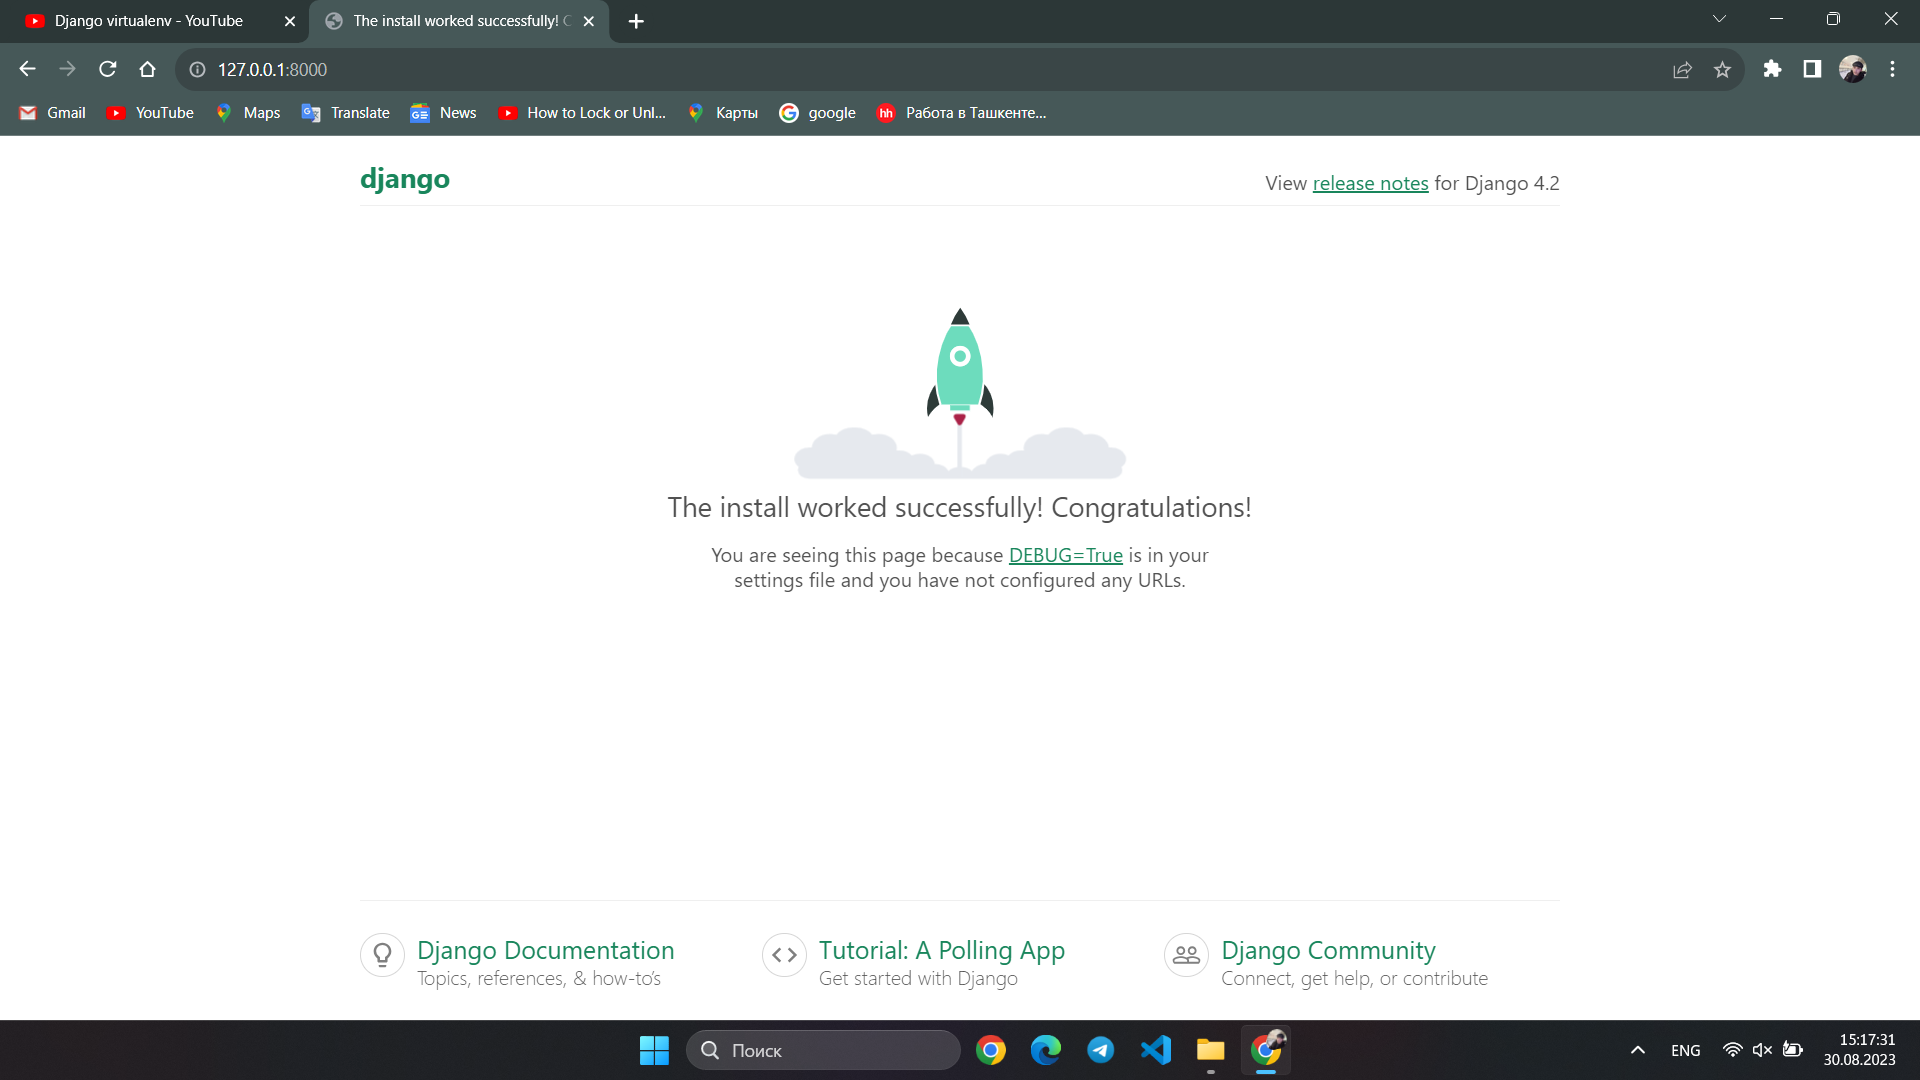 Django virtualenv - YouTube
The install worked successfully! C
127.0.0.1:8000
Gmail
YouTube
Maps
Translate
News
How to Lock or Unl...
Карты
google
hh
Работа в Ташкенте...
django
View release notes for Django 4.2
The install worked successfully! Congratulations!
You are seeing this page because DEBUG=True is in your
settings file and you have not configured any URLs.
Django Documentation
Topics, references, & how-to’s
Tutorial: A Polling App
Get started with Django
Django Community
Connect, get help, or contribute
Поиск
ENG
15:17:31
30.08.2023